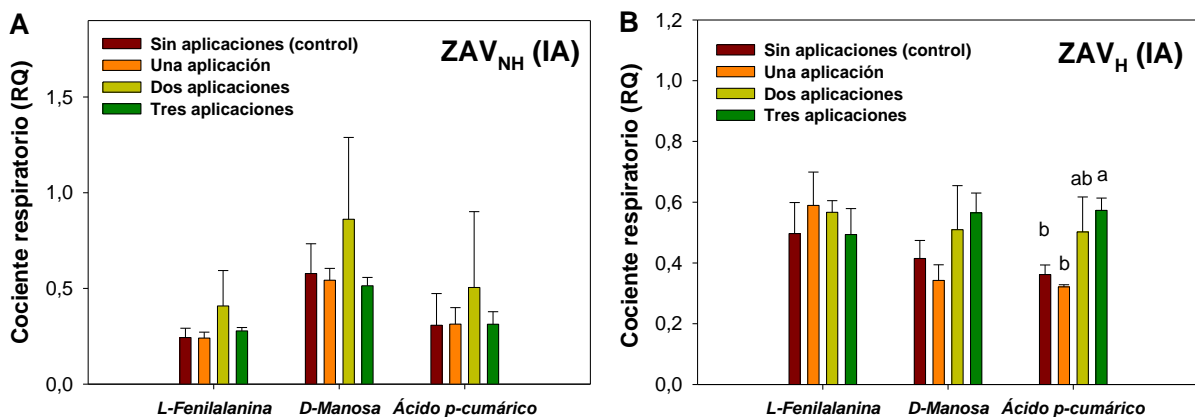 A
ZAV_NH (IA)
Sin aplicaciones (control)
Una aplicación
Dos aplicaciones
Tres aplicaciones
Cociente respiratorio (RQ)
1,5
1,0
0,5
0,0
L-Fenilalanina D-Manosa Ácido p-cumárico
B
ZAV_H (IA)
Sin aplicaciones (control)
Una aplicación
Dos aplicaciones
Tres aplicaciones
Cociente respiratorio (RQ)
1,2
1,0
0,8
0,6
0,4
0,2
0,0
b
b
ab
a
L-Fenilalanina D-Manosa Ácido p-cumárico